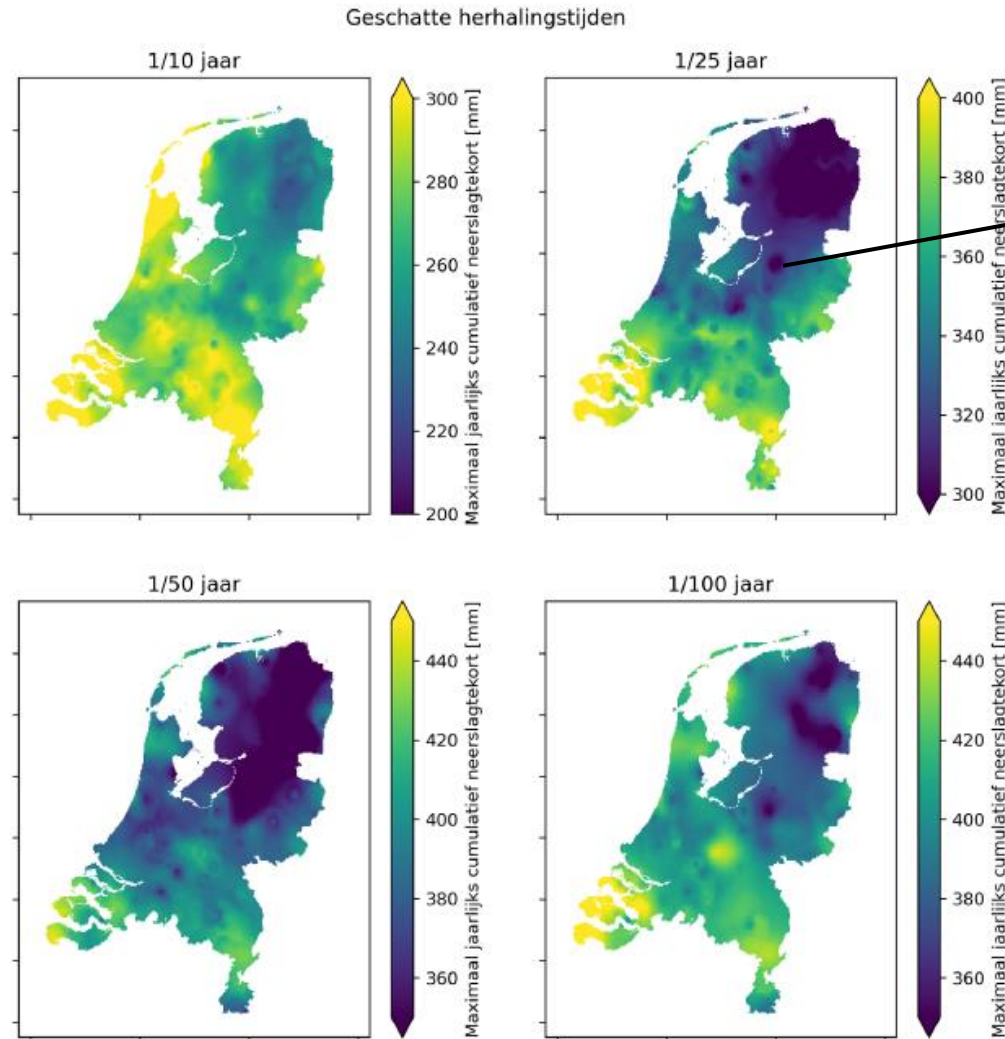 Geschatte herhalingstijden
1/10 jaar
300
280
260
240
220
200
Maximaal jaarlijks cumulatief neerslagtekort [mm]
1/25 jaar
400
380
360
340
320
300
Maximaal jaarlijks cumulatief neerslagtekort [mm]
1/50 jaar
440
420
400
380
360
Maximaal jaarlijks cumulatief neerslagtekort [mm]
1/100 jaar
440
420
400
380
360
Maximaal jaarlijks cumulatief neerslagtekort [mm]